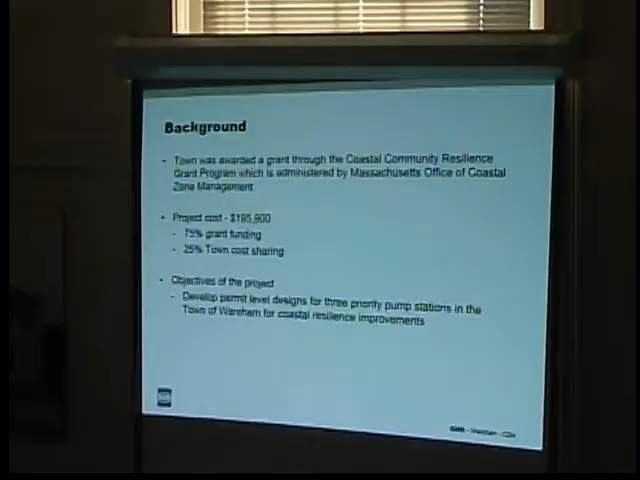 Background
- Town was awarded a grant through the Coastal Community Resilience
Grant Program which is administered by Massachusetts Office of Coastal
Zone Management
- Project cost - $195,900
- 75% grant funding
- 25% Town cost sharing
- Objectives of the project
- Develop permit level designs for three priority pump stations in the
Town of Wareham for coastal resilience improvements